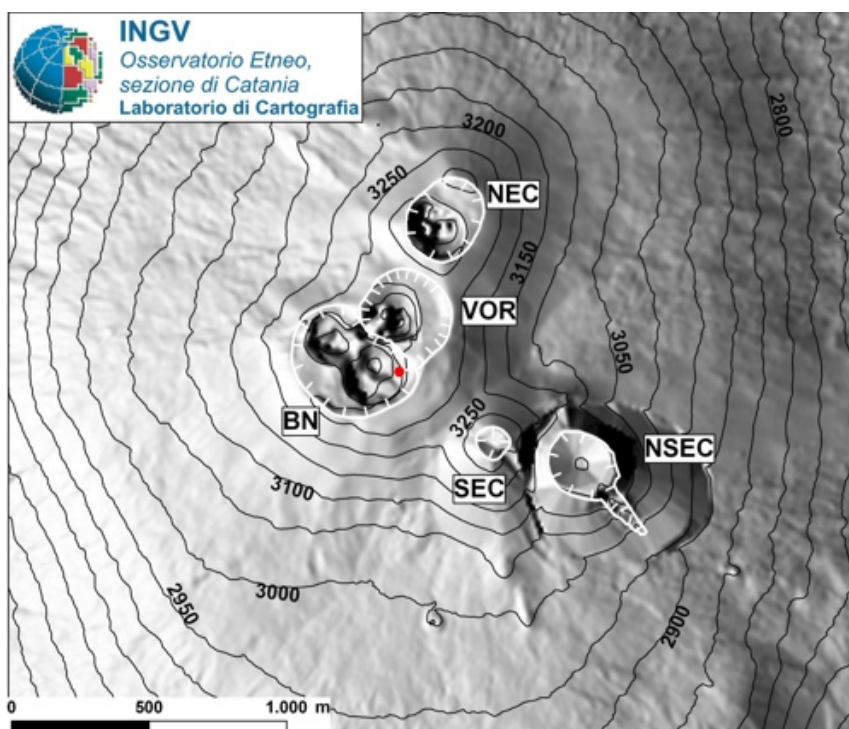 INGV
Osservatorio Etneo,
sezione di Catania
Laboratorio di Cartografia
2800
3200
3250
NEC
3150
VOR
3050
BN
3250
NSEC
SEC
3100
3000
2950
2900
0 500 1.000 m